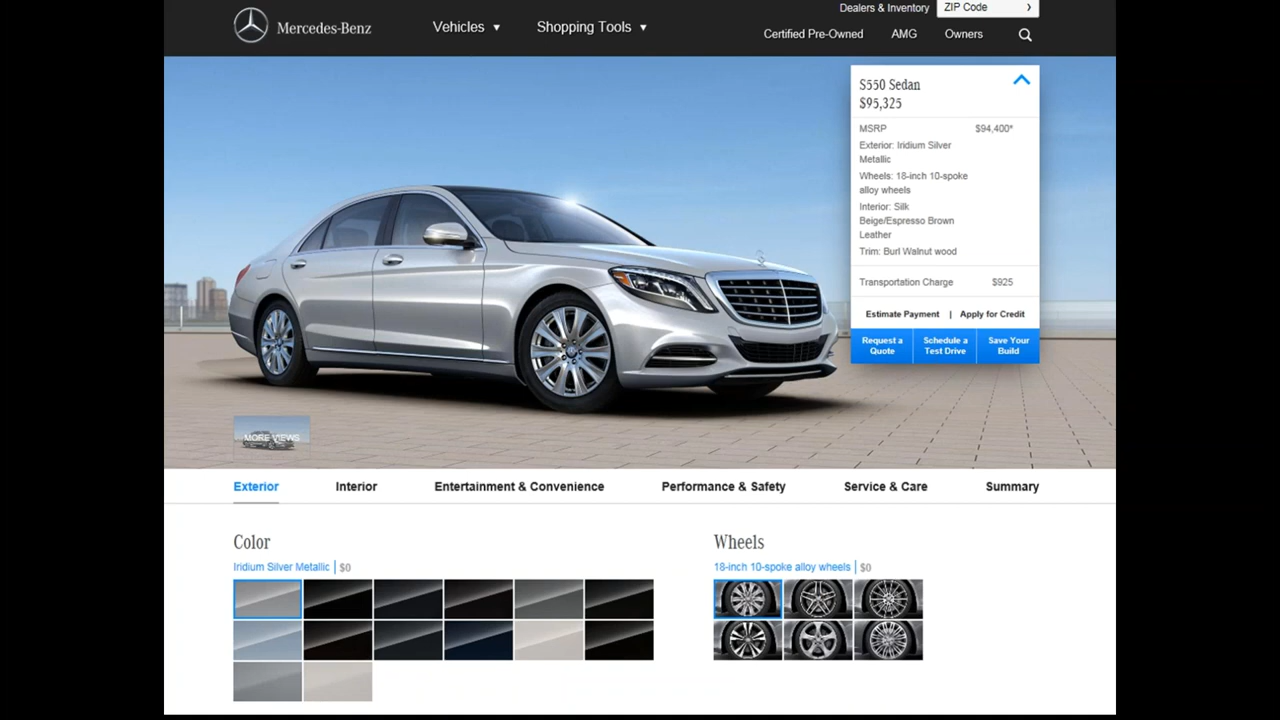 Dealers & Inventory
ZIP Code
Mercedes-Benz
Vehicles
Shopping Tools
Certified Pre-Owned
AMG
Owners
S550 Sedan
$95,325
MSRP $94,400*
Exterior: Iridium Silver
Metallic
Wheels: 18-inch 10-spoke
alloy wheels
Interior: Silk
Beige/Espresso Brown
Leather
Trim: Burl Walnut wood
Transportation Charge $925
Estimate Payment | Apply for Credit
Request a
Quote
Schedule a
Test Drive
Save Your
Build
MORE VIEWS
Exterior
Interior
Entertainment & Convenience
Performance & Safety
Service & Care
Summary
Color
Iridium Silver Metallic | $0
Wheels
18-inch 10-spoke alloy wheels | $0